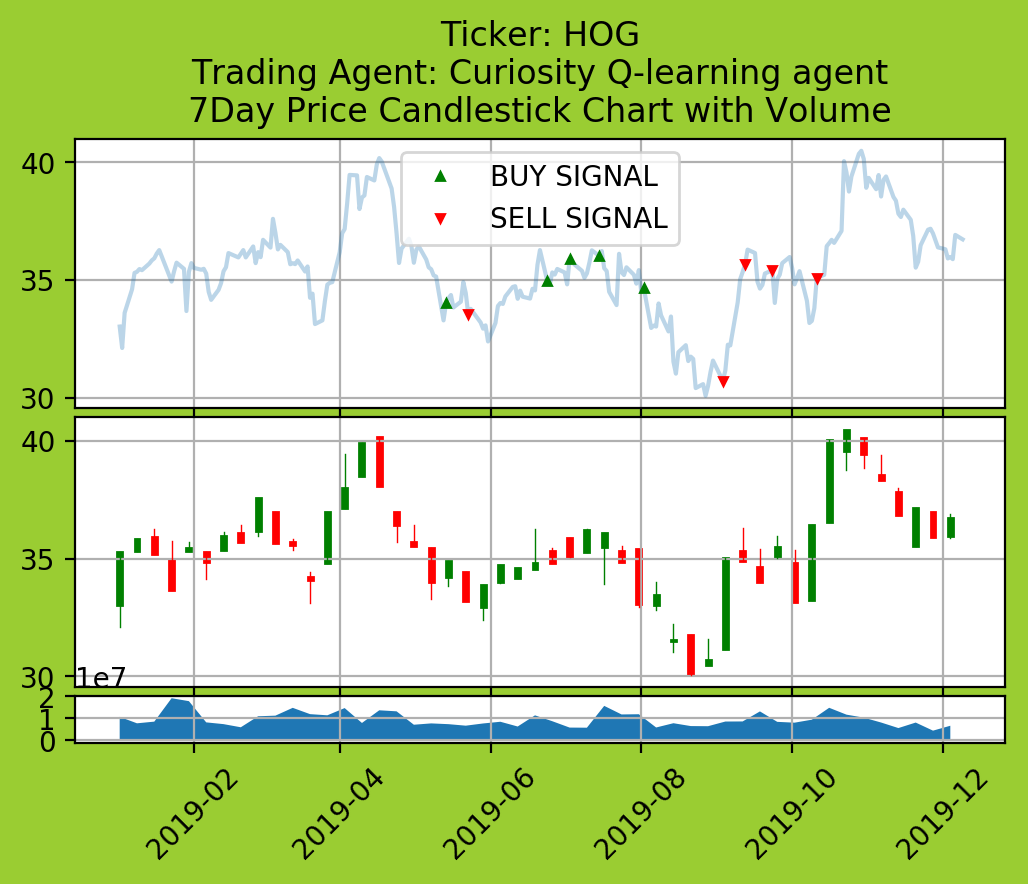 Ticker: HOG
Trading Agent: Curiosity Q-learning agent
7Day Price Candlestick Chart with Volume
BUY SIGNAL
SELL SIGNAL
40
35
30
40
35
30
1e7
2
1
0
2019-02
2019-04
2019-06
2019-08
2019-10
2019-12